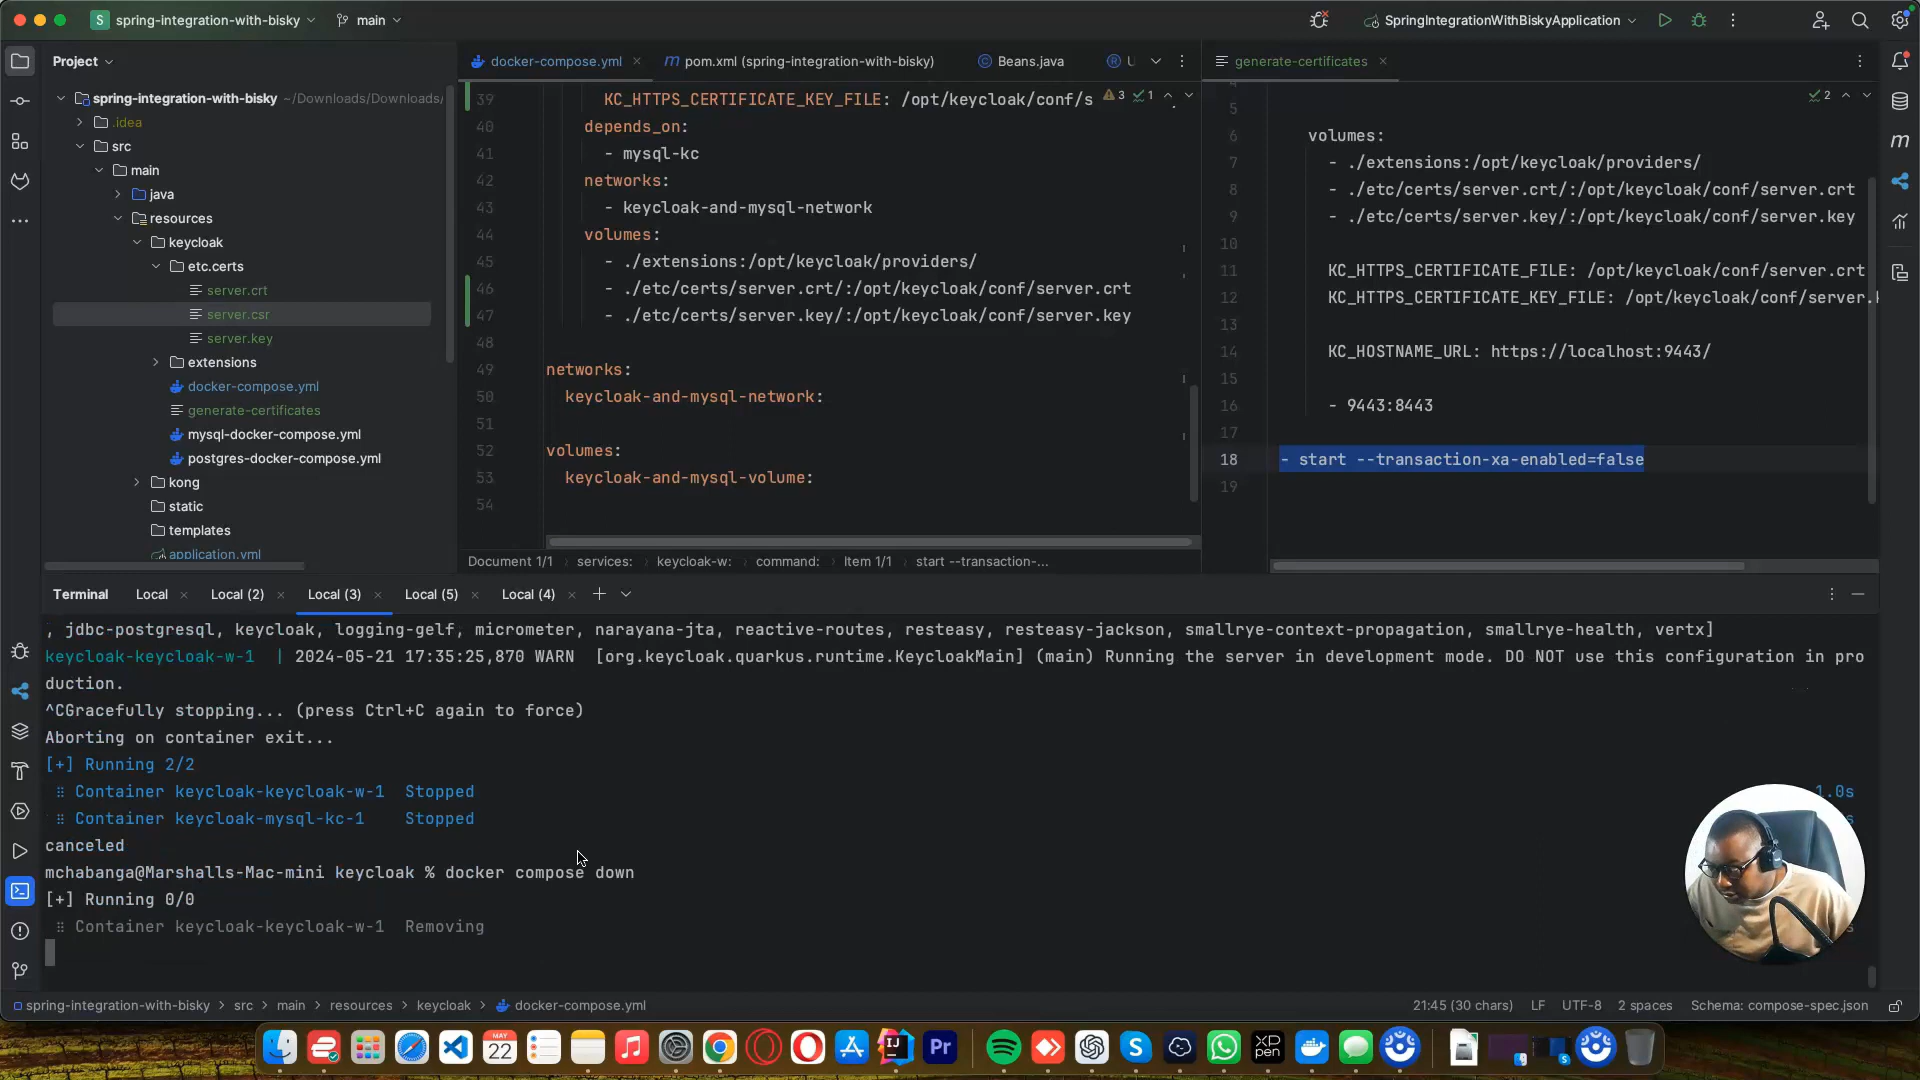 S spring-integration-with-bisky main SpringIntegrationWithBiskyApplication
Project
spring-integration-with-bisky ~/Downloads/Downloads/
.idea
src
main
java
resources
keycloak
etc.certs
server.crt
server.csr
server.key
extensions
docker-compose.yml
generate-certificates
mysql-docker-compose.yml
postgres-docker-compose.yml
kong
static
templates
application.yml
docker-compose.yml pom.xml (spring-integration-with-bisky) Beans.java
39 KC_HTTPS_CERTIFICATE_KEY_FILE: /opt/keycloak/conf/s 3 1
40 depends_on:
41 - mysql-kc
42 networks:
43 - keycloak-and-mysql-network
44 volumes:
45 - ./extensions:/opt/keycloak/providers/
46 - ./etc/certs/server.crt/:/opt/keycloak/conf/server.crt
47 - ./etc/certs/server.key/:/opt/keycloak/conf/server.key
48
49 networks:
50 keycloak-and-mysql-network:
51
52 volumes:
53 keycloak-and-mysql-volume:
54
Document 1/1 services: keycloak-w: command: Item 1/1 start --transaction-...
generate-certificates
2
5
6 volumes:
7 - ./extensions:/opt/keycloak/providers/
8 - ./etc/certs/server.crt/:/opt/keycloak/conf/server.crt
9 - ./etc/certs/server.key/:/opt/keycloak/conf/server.key
10
11 KC_HTTPS_CERTIFICATE_FILE: /opt/keycloak/conf/server.crt
12 KC_HTTPS_CERTIFICATE_KEY_FILE: /opt/keycloak/conf/server.
13
14 KC_HOSTNAME_URL: https://localhost:9443/
15
16 - 9443:8443
17
18 - start --transaction-xa-enabled=false
19
Terminal Local Local (2) Local (3) Local (5) Local (4)
, jdbc-postgresql, keycloak, logging-gelf, micrometer, narayana-jta, reactive-routes, resteasy, resteasy-jackson, smallrye-context-propagation, smallrye-health, vertx]
keycloak-keycloak-w-1 | 2024-05-21 17:35:25,870 WARN [org.keycloak.quarkus.runtime.KeycloakMain] (main) Running the server in development mode. DO NOT use this configuration in pro
duction.
^CGracefully stopping... (press Ctrl+C again to force)
Aborting on container exit...
[+] Running 2/2
Container keycloak-keycloak-w-1 Stopped 1.0s
Container keycloak-mysql-kc-1 Stopped
canceled
mchabanga@Marshalls-Mac-mini keycloak % docker compose down
[+] Running 0/0
Container keycloak-keycloak-w-1 Removing
spring-integration-with-bisky src main resources keycloak docker-compose.yml 21:45 (30 chars) LF UTF-8 2 spaces Schema: compose-spec.json
MAY
22
IJ
Pr
XP
pen